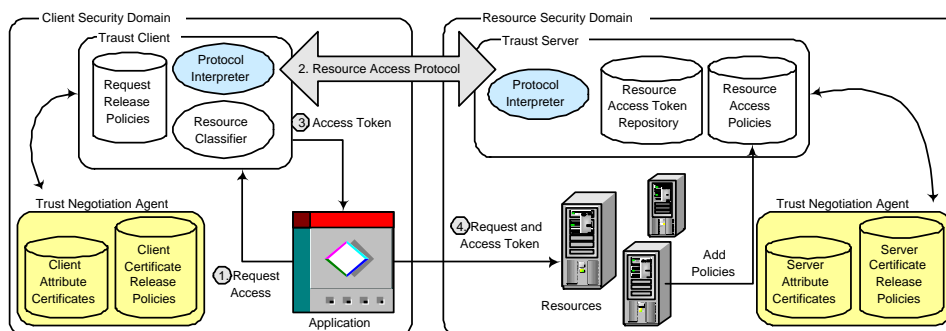 Client Security Domain
Traust Client
Request
Release
Policies
Protocol
Interpreter
Resource
Classifier
2. Resource Access Protocol
3. Access Token
Trust Negotiation Agent
Client
Attribute
Certificates
Client
Certificate
Release
Policies
1. Request
Access
Application
Resource Security Domain
Traust Server
Protocol
Interpreter
Resource
Access Token
Repository
Resource
Access
Policies
4. Request and
Access Token
Resources
Add
Policies
Trust Negotiation Agent
Server
Attribute
Certificates
Server
Certificate
Release
Policies